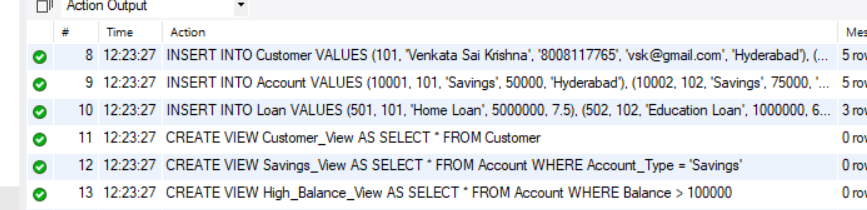 Action Output
# Time Action Mes
8 12:23:27 INSERT INTO Customer VALUES (101, 'Venkata Sai Krishna', '8008117765', 'vsk@gmail.com', 'Hyderabad'), (... 5 row
9 12:23:27 INSERT INTO Account VALUES (10001, 101, 'Savings', 50000, 'Hyderabad'), (10002, 102, 'Savings', 75000, '... 5 row
10 12:23:27 INSERT INTO Loan VALUES (501, 101, 'Home Loan', 5000000, 7.5), (502, 102, 'Education Loan', 1000000, 6... 3 row
11 12:23:27 CREATE VIEW Customer_View AS SELECT * FROM Customer 0 row
12 12:23:27 CREATE VIEW Savings_View AS SELECT * FROM Account WHERE Account_Type = 'Savings' 0 row
13 12:23:27 CREATE VIEW High_Balance_View AS SELECT * FROM Account WHERE Balance > 100000 0 row